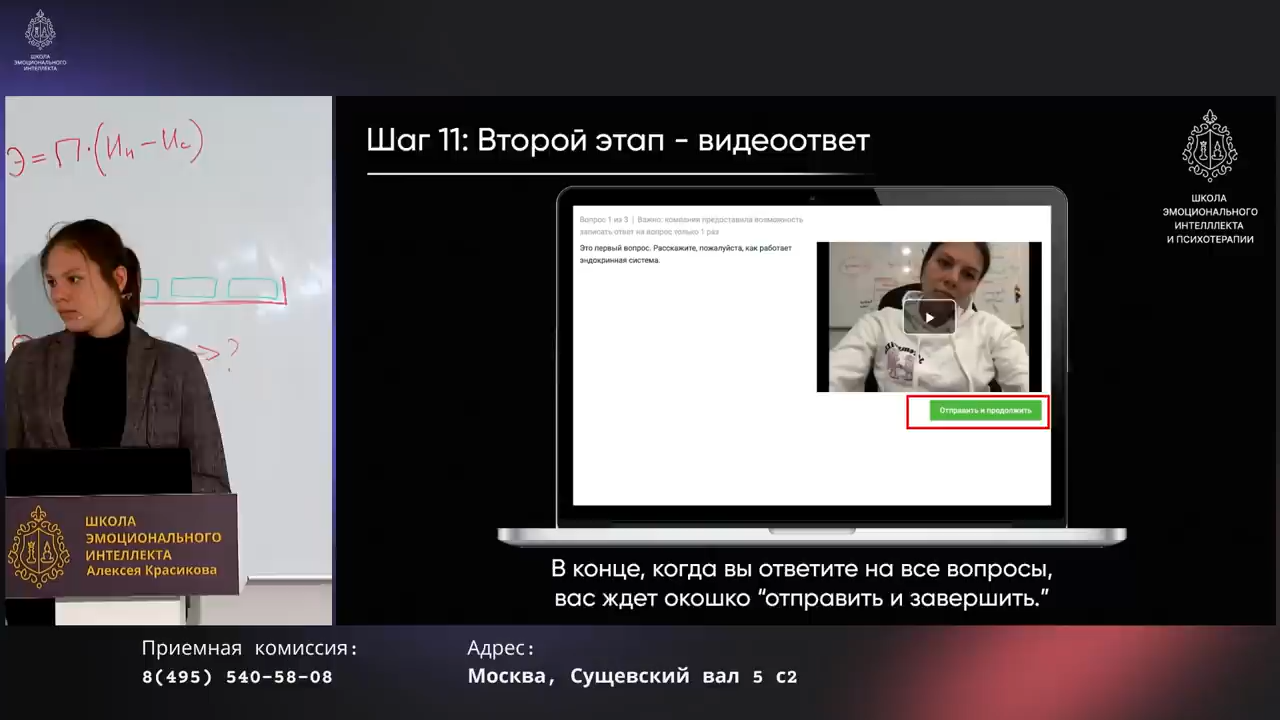 ШКОЛА
ЭМОЦИОНАЛЬНОГО
ИНТЕЛЛЕКТА
Э=П·(Ин-Ис)
=>?
ШКОЛА
ЭМОЦИОНАЛЬНОГО
ИНТЕЛЛЕКТА
Алексея Красикова
Шаг 11: Второй этап - видеоответ
Вопрос 1 из 3 | Важно: компания предоставила возможность
записать ответ на вопрос только 1 раз
Это первый вопрос. Расскажите, пожалуйста, как работает
эндокринная система.
Отправить и продолжить
В конце, когда вы ответите на все вопросы,
вас ждет окошко “отправить и завершить.”
ШКОЛА
ЭМОЦИОНАЛЬНОГО
ИНТЕЛЛЛЕКТА
И ПСИХОТЕРАПИИ
Приемная комиссия:
8(495) 540-58-08
Адрес:
Москва, Сущевский вал 5 с2